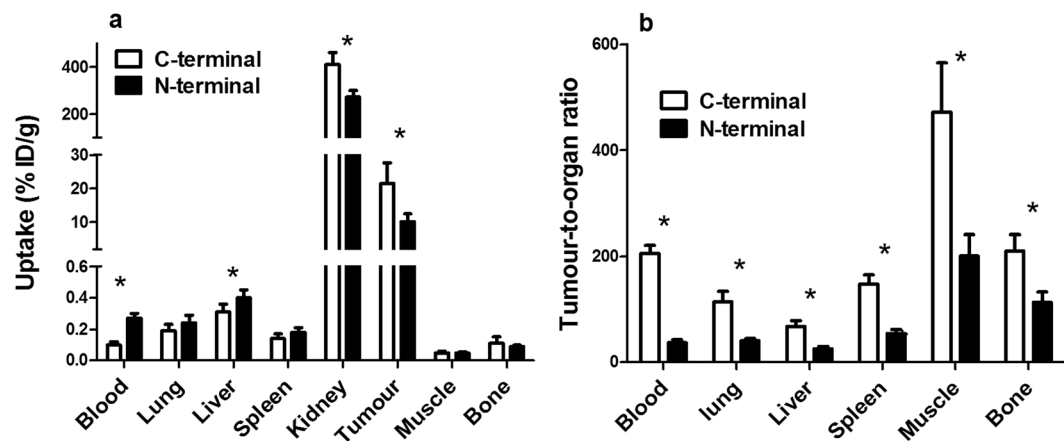 a
Uptake (% ID/g)
400
200
30
20
10
0.6
0.4
0.2
0.0
C-terminal
N-terminal
*
*
*
*
Blood
Lung
Liver
Spleen
Kidney
Tumour
Muscle
Bone
b
Tumour-to-organ ratio
600
400
200
0
C-terminal
N-terminal
*
*
*
*
*
*
Blood
lung
Liver
Spleen
Muscle
Bone